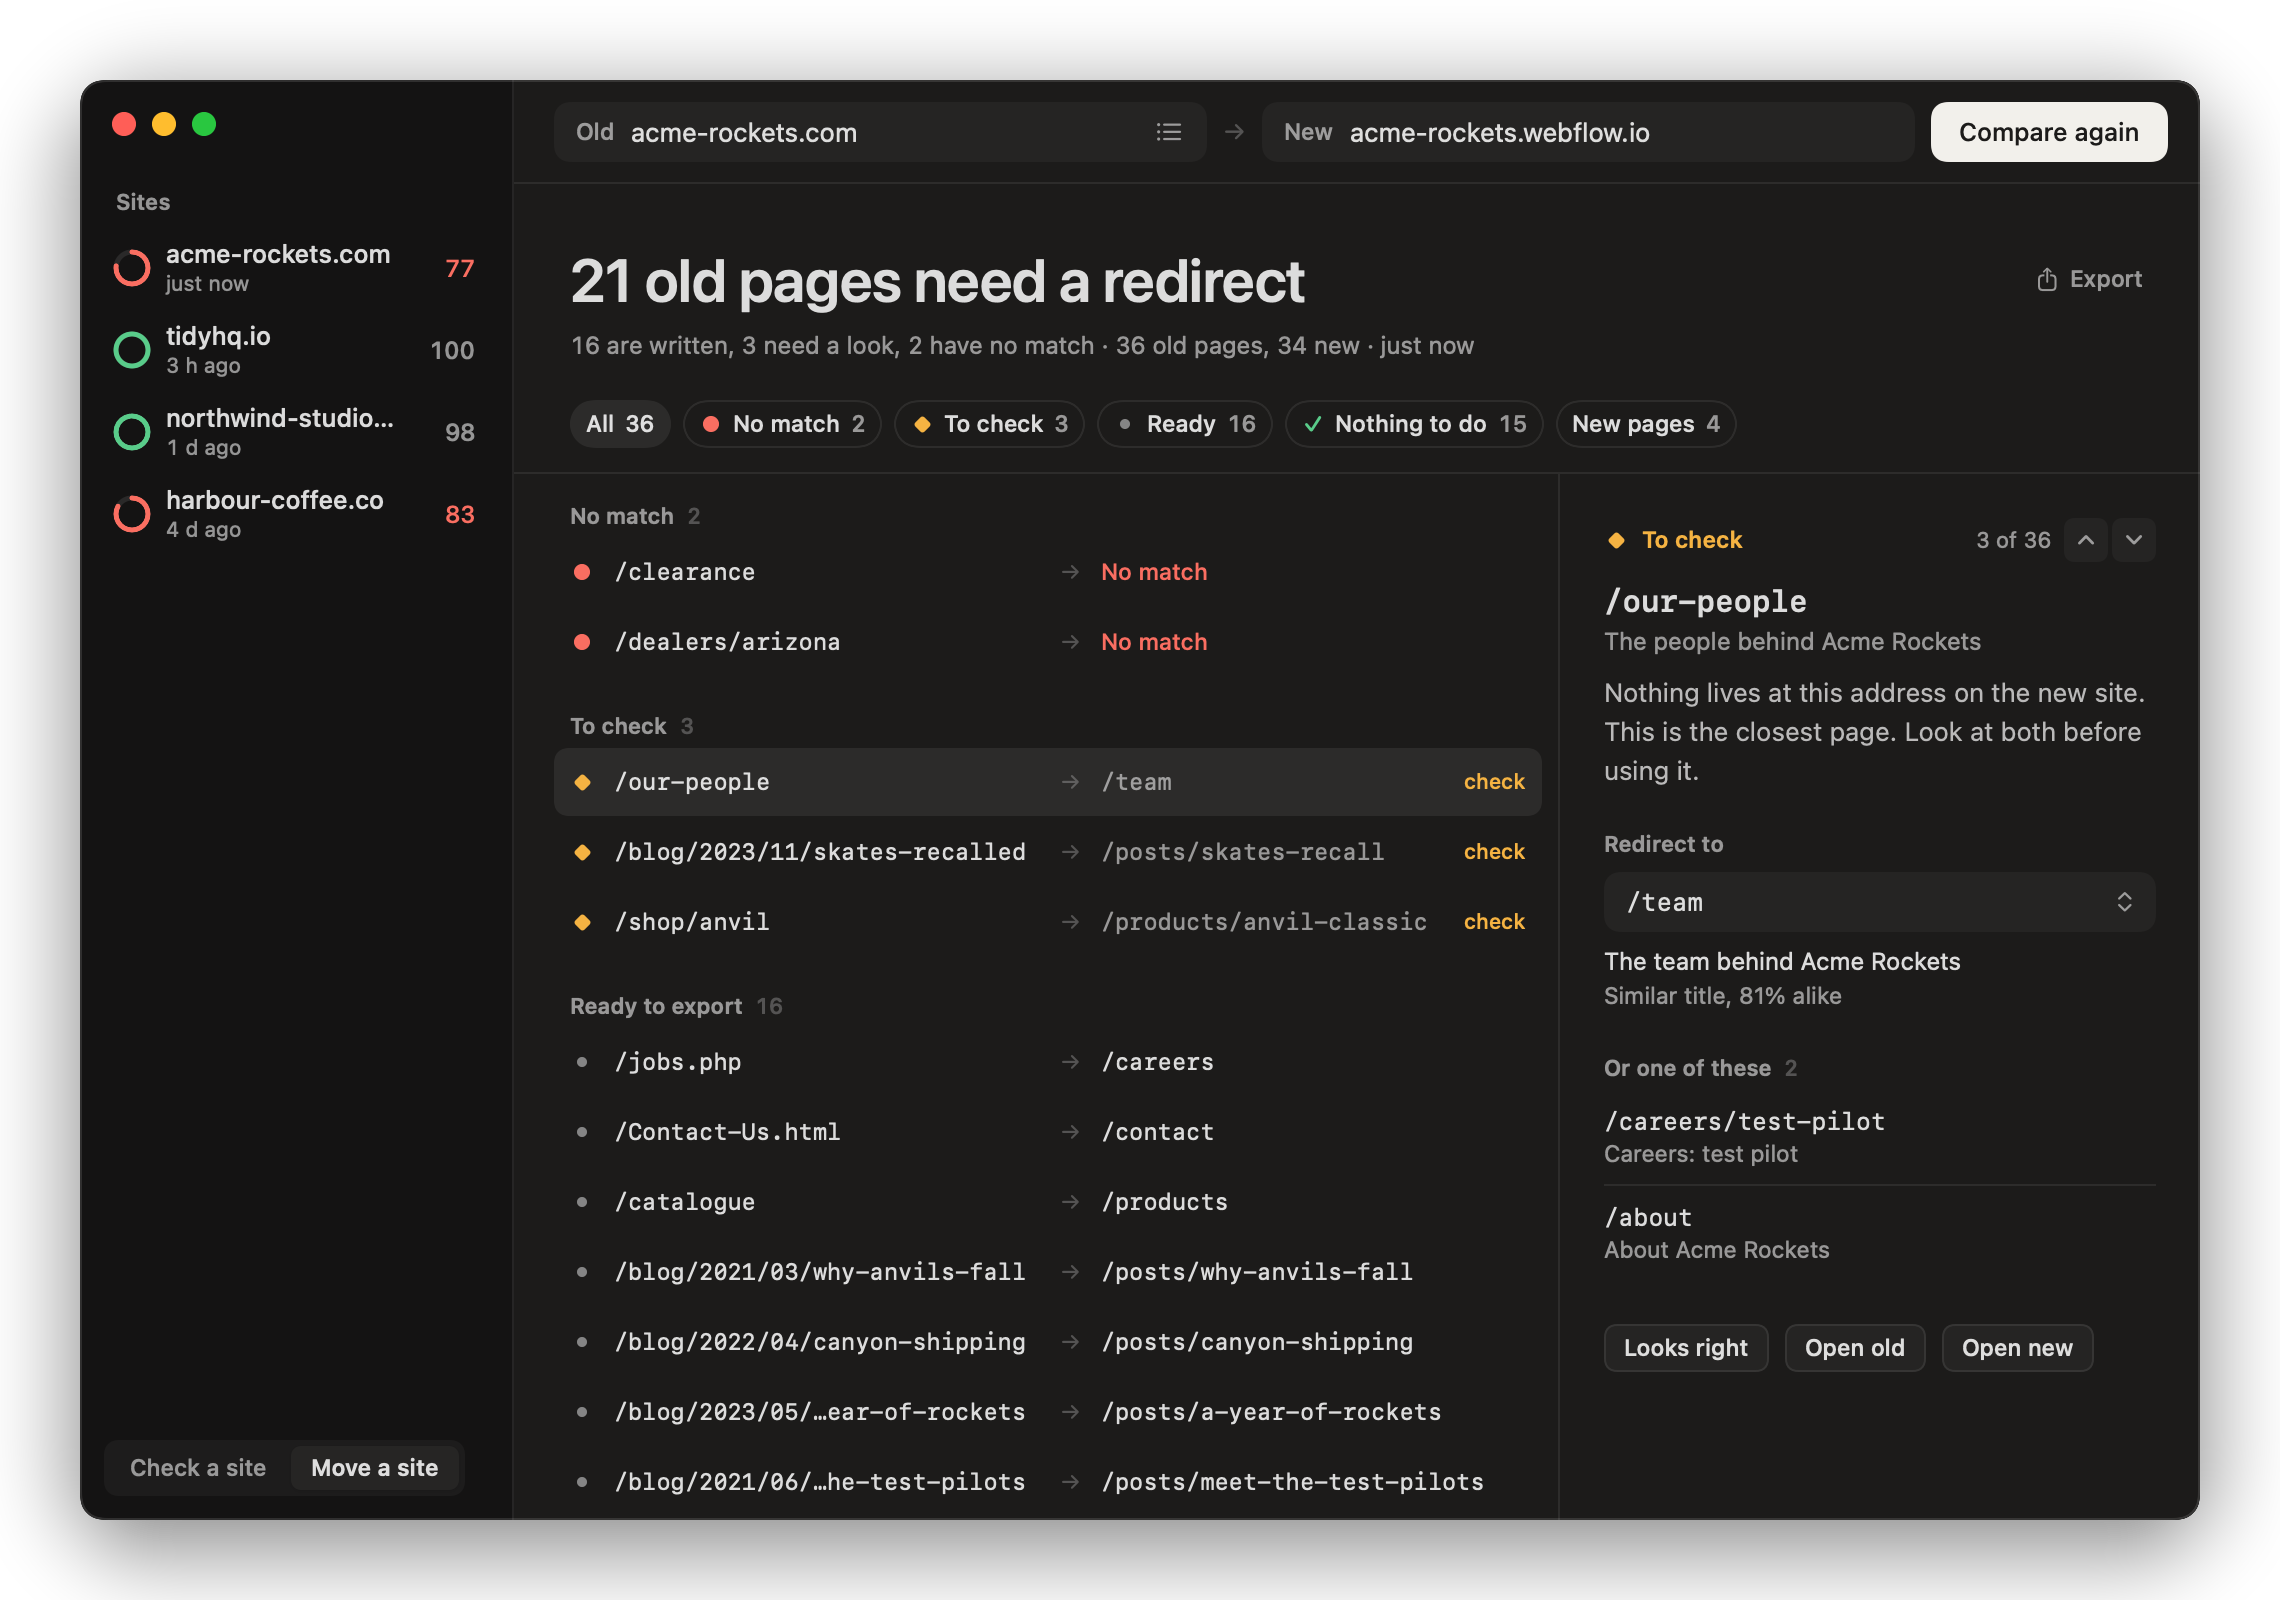 Sites
acme-rockets.com
just now
77
tidyhq.io
3 h ago
100
northwind-studio...
1 d ago
98
harbour-coffee.co
4 d ago
83
Check a site
Move a site
Old acme-rockets.com
→
New acme-rockets.webflow.io
Compare again
21 old pages need a redirect
Export
16 are written, 3 need a look, 2 have no match · 36 old pages, 34 new · just now
All 36
No match 2
To check 3
Ready 16
Nothing to do 15
New pages 4
No match 2
/clearance → No match
/dealers/arizona → No match
To check 3
/our-people → /team check
/blog/2023/11/skates-recalled → /posts/skates-recall check
/shop/anvil → /products/anvil-classic check
Ready to export 16
/jobs.php → /careers
/Contact-Us.html → /contact
/catalogue → /products
/blog/2021/03/why-anvils-fall → /posts/why-anvils-fall
/blog/2022/04/canyon-shipping → /posts/canyon-shipping
/blog/2023/05/…ear-of-rockets → /posts/a-year-of-rockets
/blog/2021/06/…he-test-pilots → /posts/meet-the-test-pilots
To check
3 of 36
/our-people
The people behind Acme Rockets
Nothing lives at this address on the new site.
This is the closest page. Look at both before
using it.
Redirect to
/team
The team behind Acme Rockets
Similar title, 81% alike
Or one of these 2
/careers/test-pilot
Careers: test pilot
/about
About Acme Rockets
Looks right
Open old
Open new